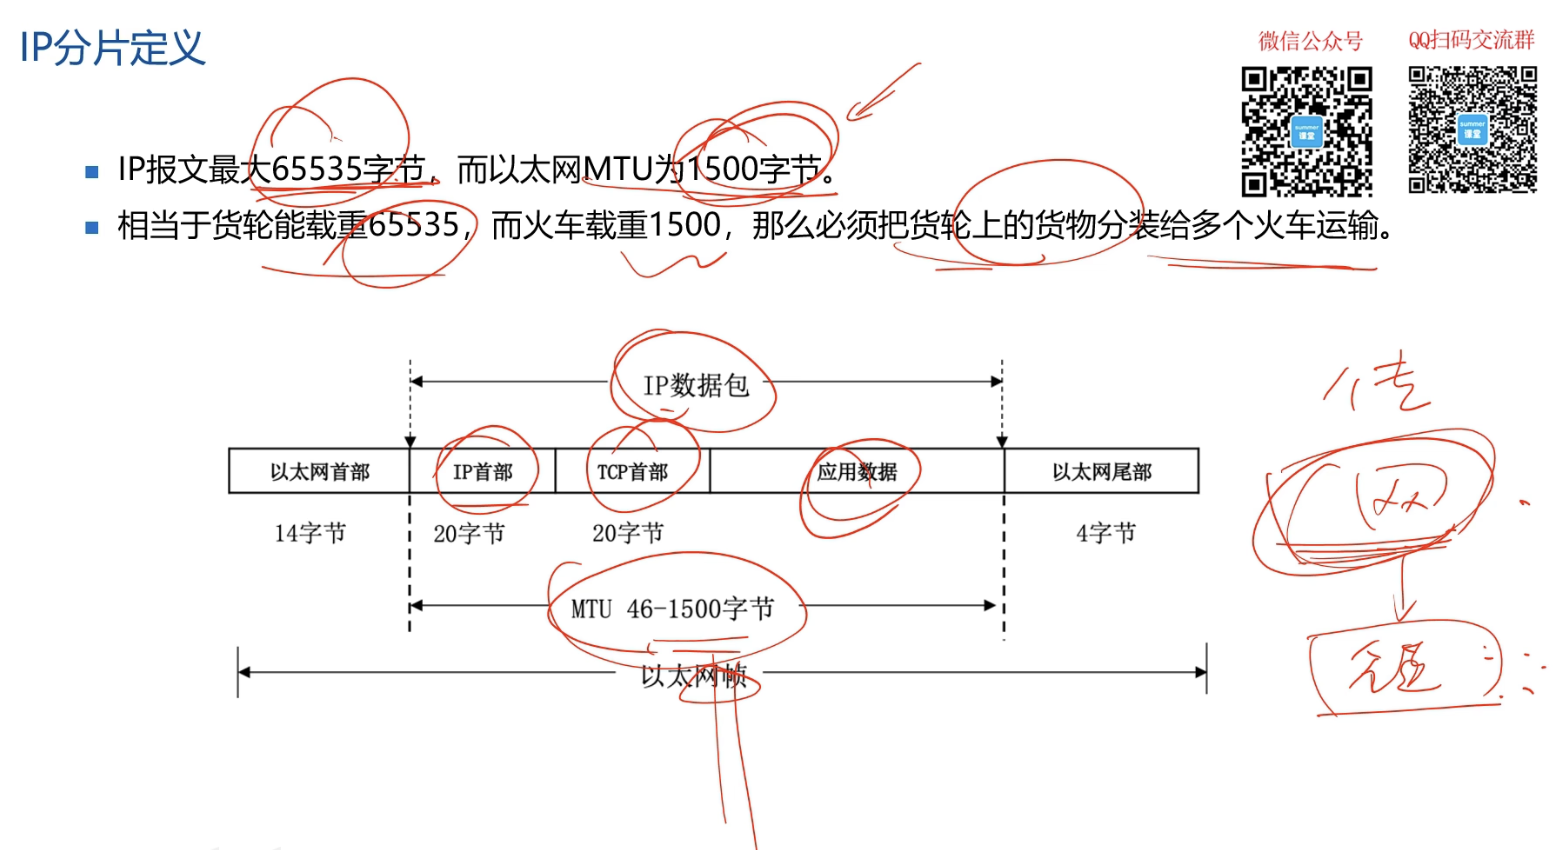 IP分片定义
微信公众号
QQ扫码交流群
summer
课堂
summer
课堂
IP报文最大65535字节，而以太网MTU为1500字节。
相当于货轮能载重65535，而火车载重1500，那么必须把货轮上的货物分装给多个火车运输。
IP数据包
以太网首部 IP首部 TCP首部 应用数据 以太网尾部
14字节 20字节 20字节 4字节
MTU 46-1500字节
以太网帧
传
网